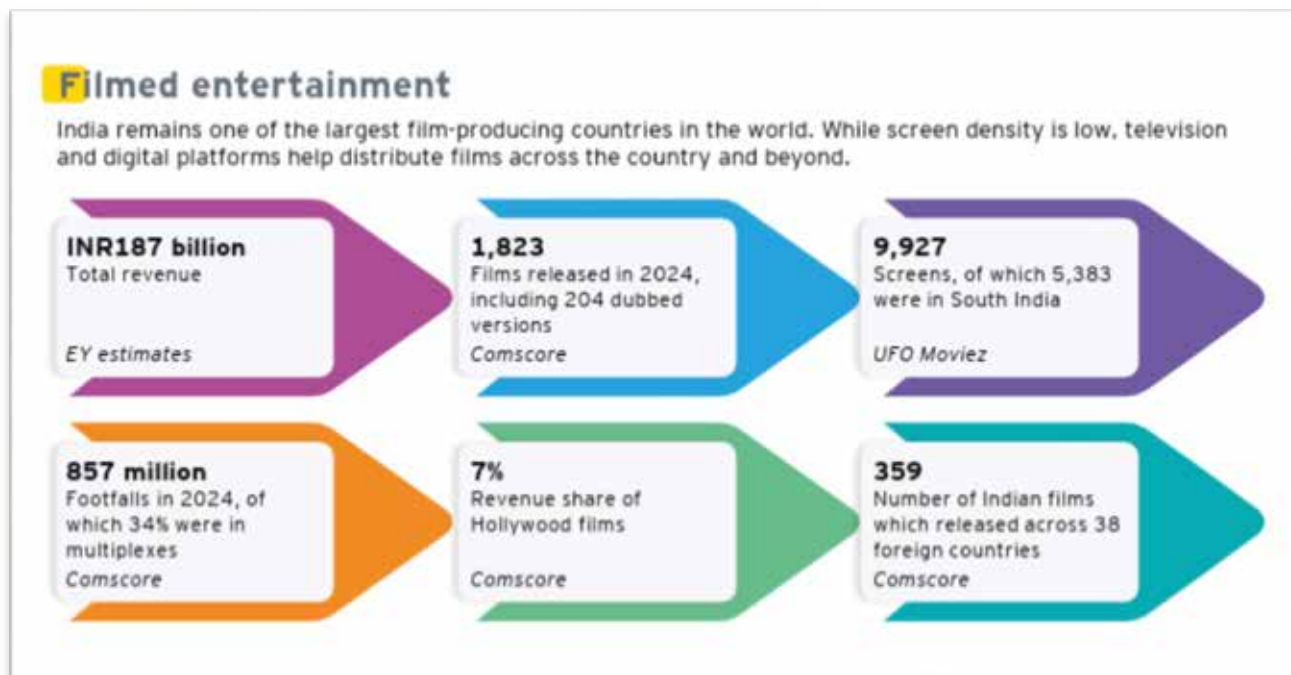 Filmed entertainment
India remains one of the largest film-producing countries in the world. While screen density is low, television
and digital platforms help distribute films across the country and beyond.
INR187 billion
Total revenue
EY estimates
1,823
Films released in 2024,
including 204 dubbed
versions
Comscore
9,927
Screens, of which 5,383
were in South India
UFO Moviez
857 million
Footfalls in 2024, of
which 34% were in
multiplexes
Comscore
7%
Revenue share of
Hollywood films
Comscore
359
Number of Indian films
which released across 38
foreign countries
Comscore